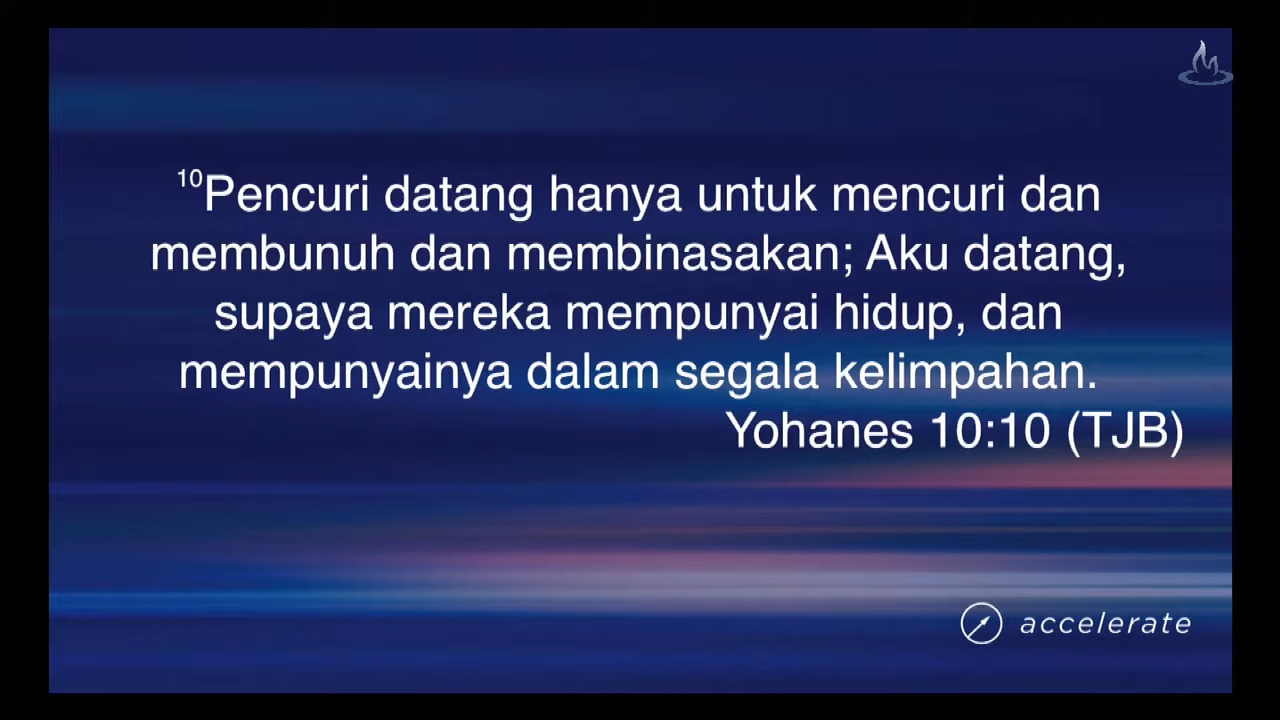 ¹⁰Pencuri datang hanya untuk mencuri dan
membunuh dan membinasakan; Aku datang,
supaya mereka mempunyai hidup, dan
mempunyainya dalam segala kelimpahan.
Yohanes 10:10 (TJB)
accelerate